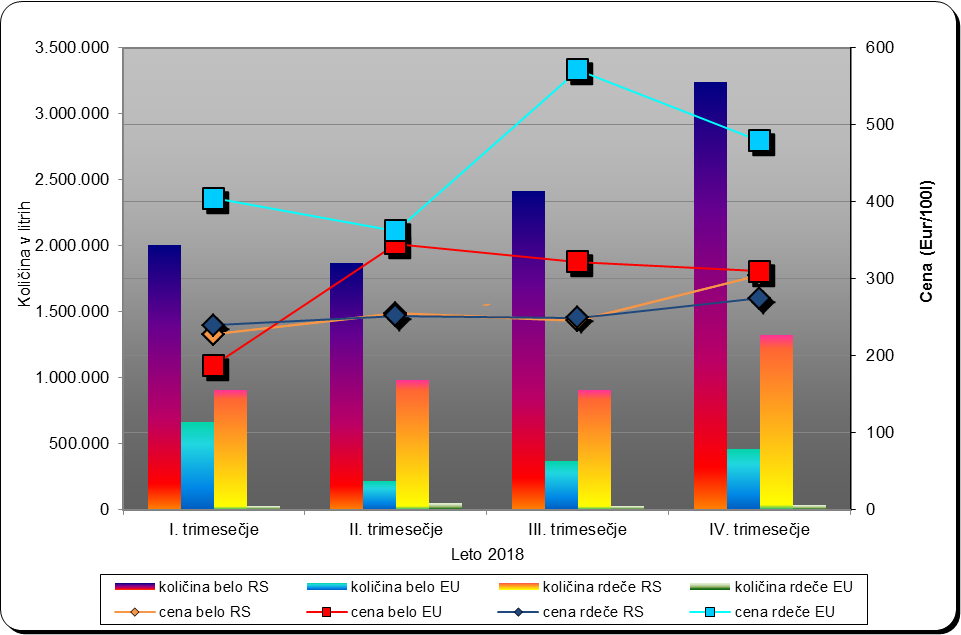 3.500.000
3.000.000
2.500.000
2.000.000
1.500.000
1.000.000
500.000
0
Količina v litrih
600
500
400
300
200
100
0
Cena (Eur/100l)
I. trimesečje II. trimesečje III. trimesečje IV. trimesečje
Leto 2018
količina belo RS količina belo EU količina rdeče RS količina rdeče EU
cena belo RS cena belo EU cena rdeče RS cena rdeče EU